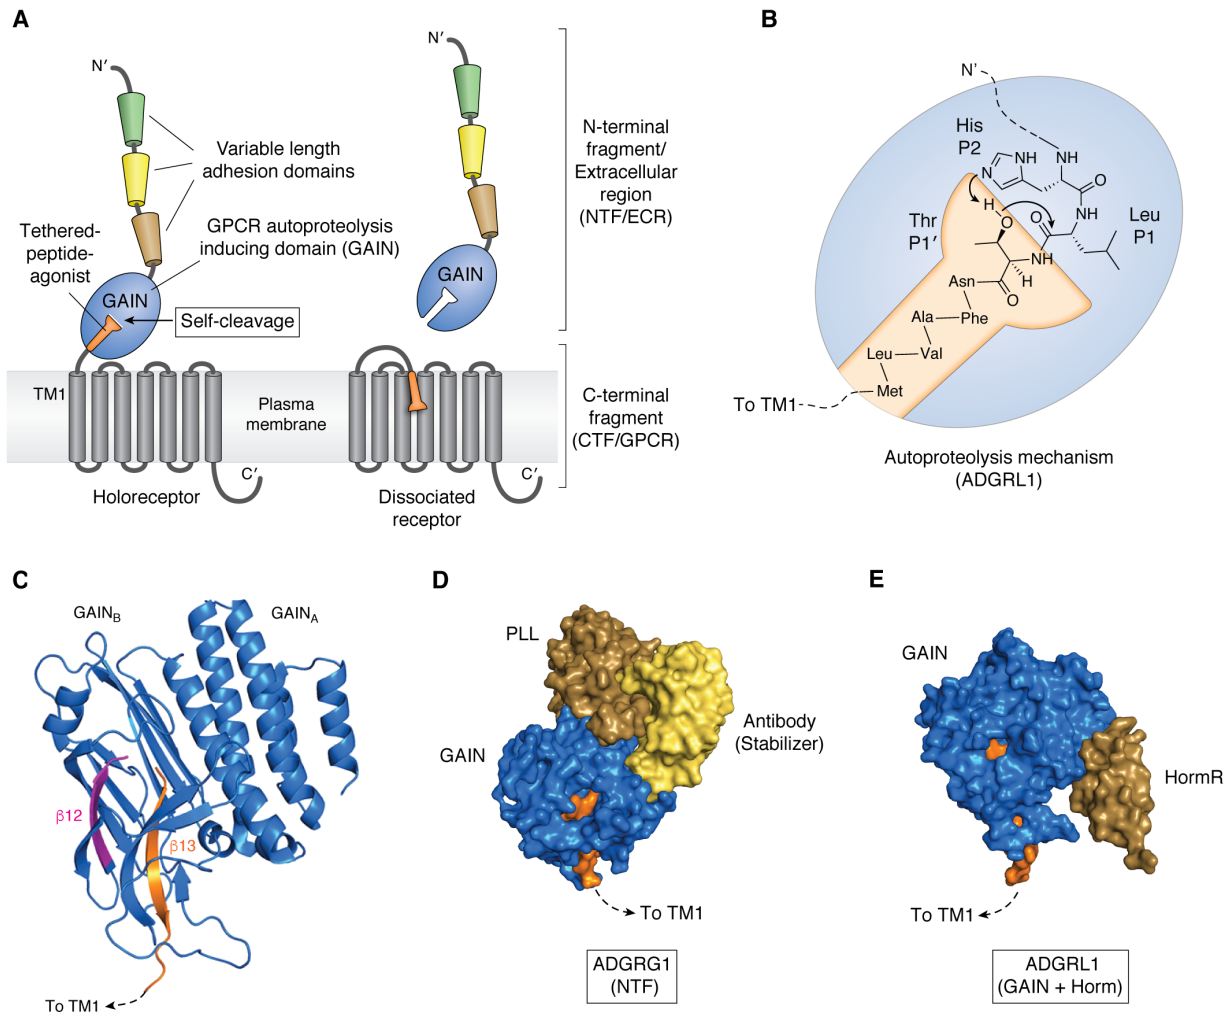 A
N′
Variable length
adhesion domains
Tethered-
peptide-
agonist
GPCR autoproteolysis
inducing domain (GAIN)
GAIN
Self-cleavage
TM1
Plasma
membrane
C′
Holoreceptor
N′
GAIN
C′
Dissociated
receptor
N-terminal
fragment/
Extracellular
region
(NTF/ECR)
C-terminal
fragment
(CTF/GPCR)
B
N′
His
P2
NH
N
NH
O
NH
H
O
O
Thr
P1′
Leu
P1
NH
H
O
Asn
Ala
Phe
Leu
Val
Met
To TM1
Autoproteolysis mechanism
(ADGRL1)
C
GAINB
GAINA
β12
β13
To TM1
D
PLL
GAIN
Antibody
(Stabilizer)
To TM1
ADGRG1
(NTF)
E
GAIN
HormR
To TM1
ADGRL1
(GAIN + Horm)